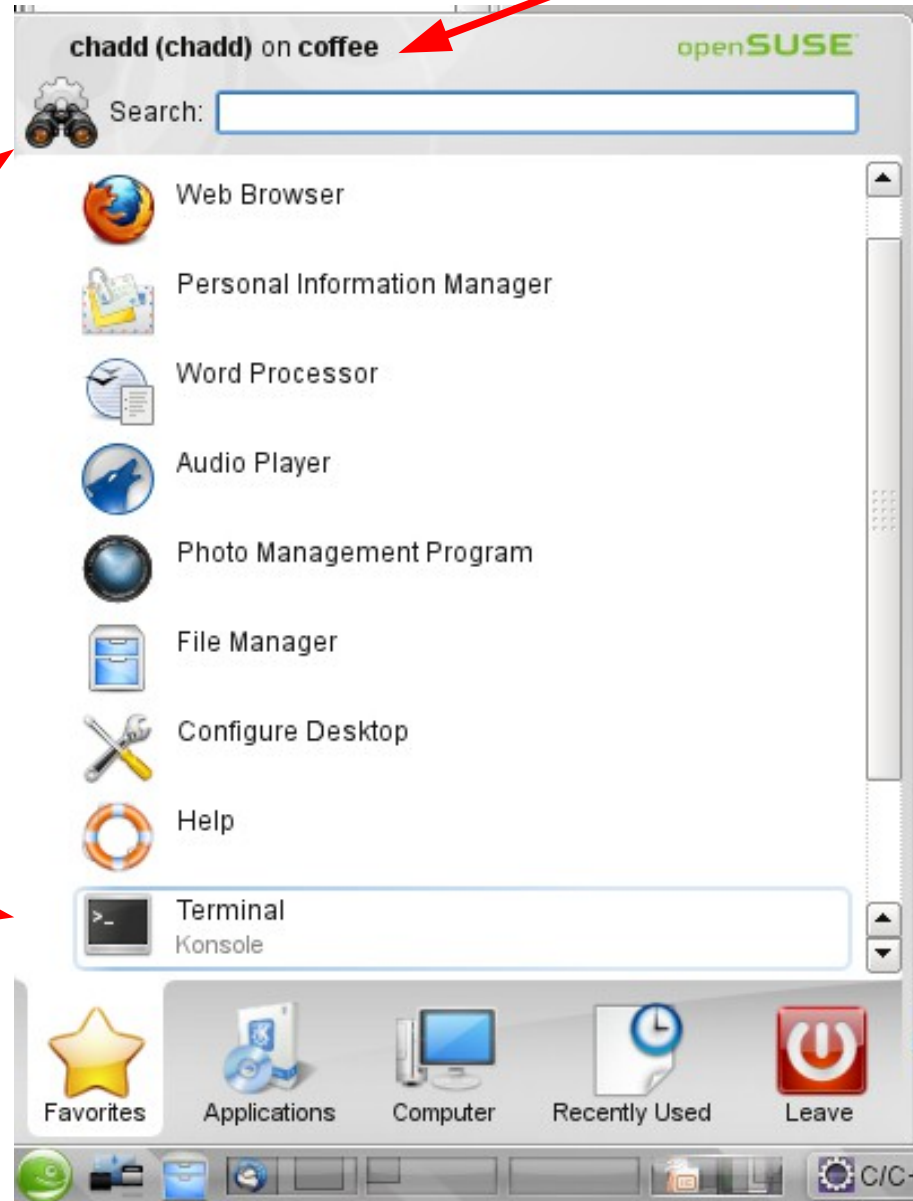 chadd (chadd) on coffee
openSUSE
Search:
Web Browser
Personal Information Manager
Word Processor
Audio Player
Photo Management Program
File Manager
Configure Desktop
Help
>_
Terminal
Konsole
Favorites
Applications
Computer
Recently Used
Leave
C/C